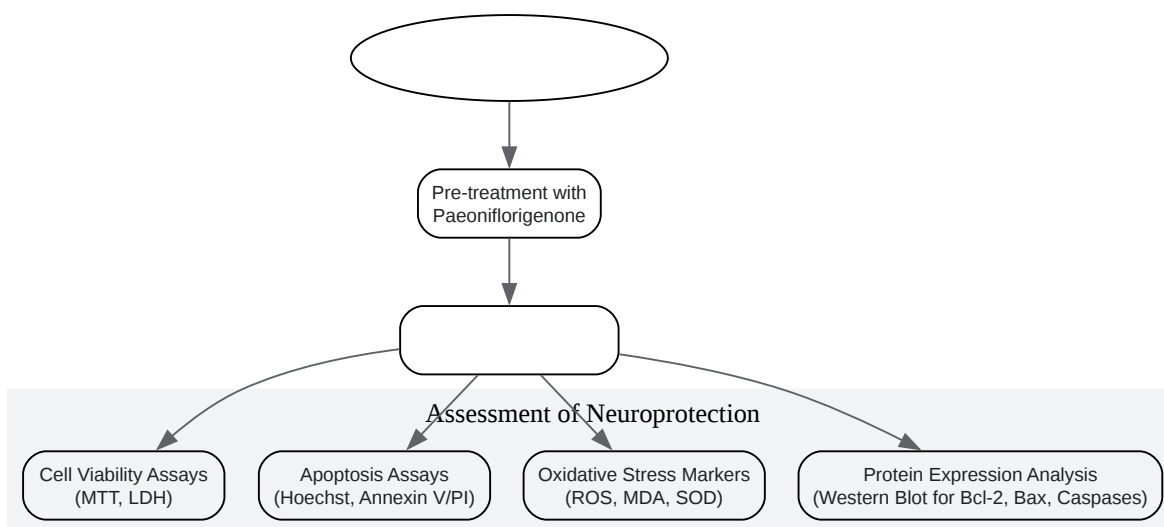 Pre-treatment with
Paeoniflorigenone
Assessment of Neuroprotection
Cell Viability Assays
(MTT, LDH)
Apoptosis Assays
(Hoechst, Annexin V/PI)
Oxidative Stress Markers
(ROS, MDA, SOD)
Protein Expression Analysis
(Western Blot for Bcl-2, Bax, Caspases)